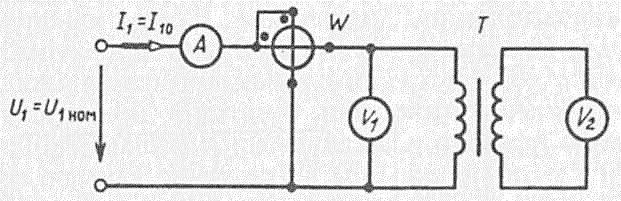 I₁ = I₁₀
A
W
T
U₁ = U₁ ном
V₁
V₂